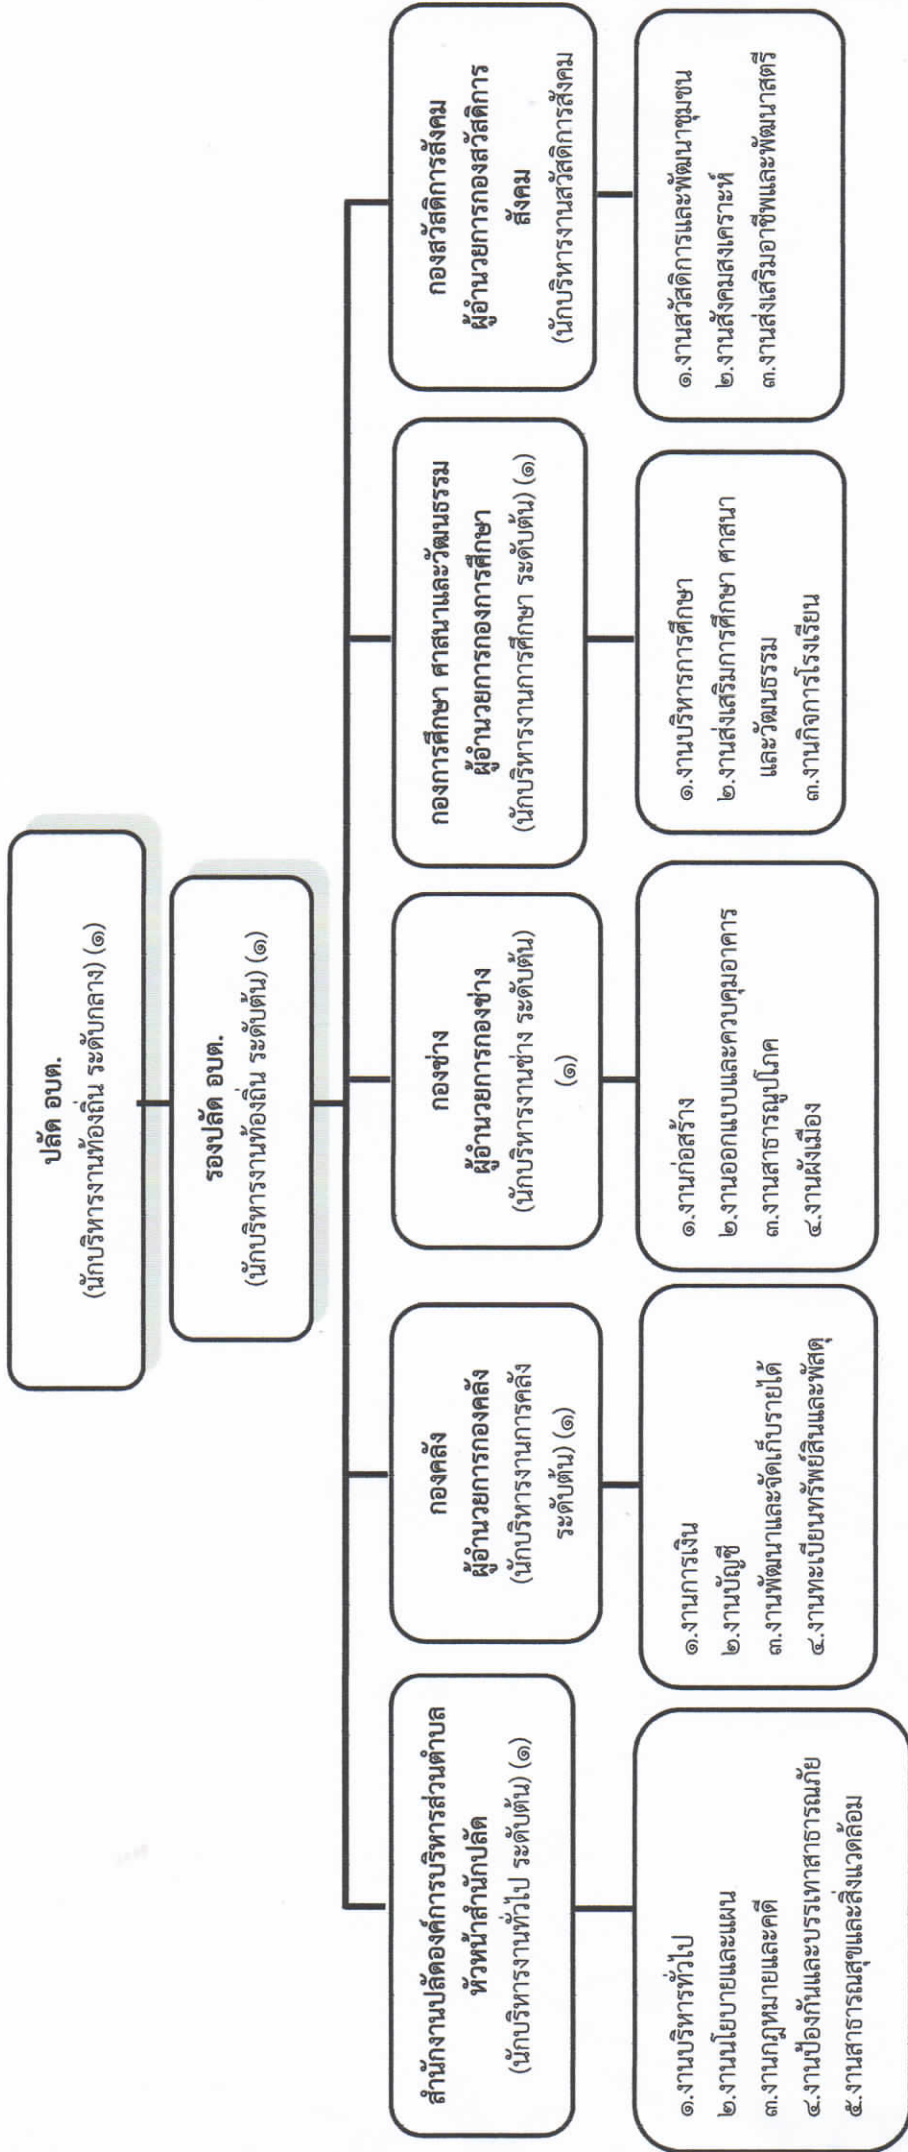 ปลัด อบต.
(นักบริหารงานท้องถิ่น ระดับกลาง) (๑)
รองปลัด อบต.
(นักบริหารงานท้องถิ่น ระดับต้น) (๑)
สำนักงานปลัดองค์การบริหารส่วนตำบล
หัวหน้าสำนักปลัด
(นักบริหารงานทั่วไป ระดับต้น) (๑)
กองคลัง
ผู้อำนวยการกองคลัง
(นักบริหารงานการคลัง
ระดับต้น) (๑)
กองช่าง
ผู้อำนวยการกองช่าง
(นักบริหารงานช่าง ระดับต้น)
(๑)
กองการศึกษา ศาสนาและวัฒนธรรม
ผู้อำนวยการกองการศึกษา
(นักบริหารงานการศึกษา ระดับต้น) (๑)
กองสวัสดิการสังคม
ผู้อำนวยการกองสวัสดิการ
สังคม
(นักบริหารงานสวัสดิการสังคม
๑.งานบริหารทั่วไป
๒.งานนโยบายและแผน
๓.งานกฎหมายและคดี
๔.งานป้องกันและบรรเทาสาธารณภัย
๕.งานสาธารณสุขและสิ่งแวดล้อม
๑.งานการเงิน
๒.งานบัญชี
๓.งานพัฒนาและจัดเก็บรายได้
๔.งานทะเบียนทรัพย์สินและพัสดุ
๑.งานก่อสร้าง
๒.งานออกแบบและควบคุมอาคาร
๓.งานสาธารณูปโภค
๔.งานผังเมือง
๑.งานบริหารการศึกษา
๒.งานส่งเสริมการศึกษา ศาสนา
และวัฒนธรรม
๓.งานกิจการโรงเรียน
๑.งานสวัสดิการและพัฒนาชุมชน
๒.งานสังคมสงเคราะห์
๓.งานส่งเสริมอาชีพและพัฒนาสตรี